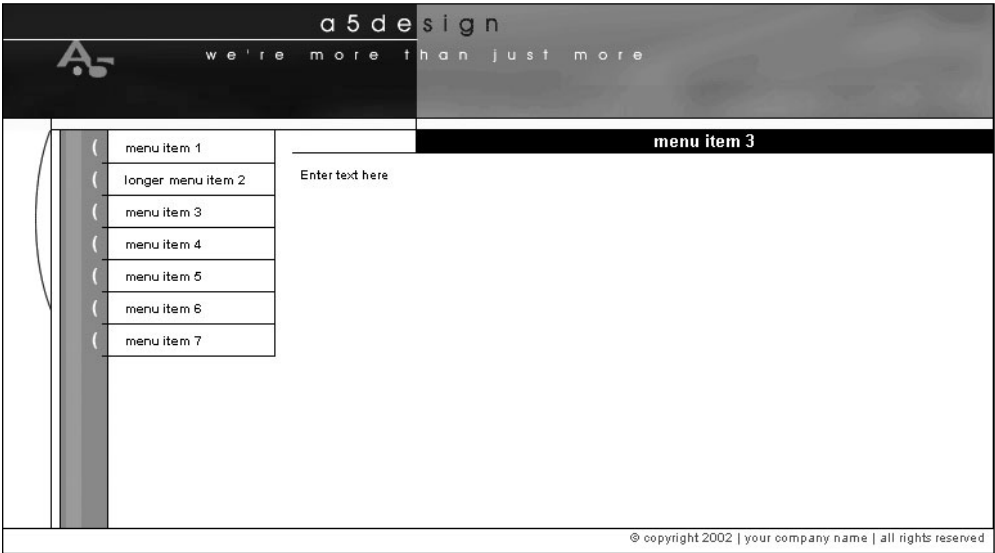 a5design
we're more than just more
A5
menu item 3
( menu item 1
( longer menu item 2
( menu item 3
( menu item 4
( menu item 5
( menu item 6
( menu item 7
Enter text here
© copyright 2002 | your company name | all rights reserved